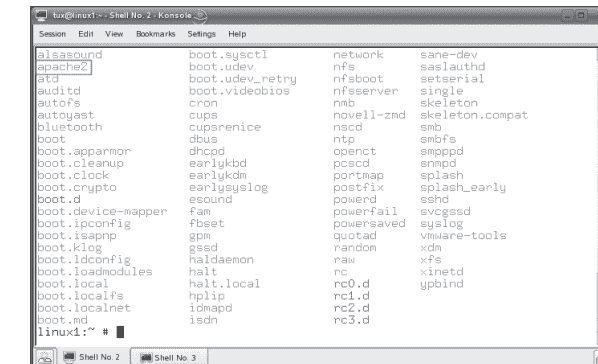 tux@linux1:~ - Shell No. 2 - Konsole
Session Edit View Bookmarks Settings Help
alsasound boot.sysctl network sane-dev
apache2 boot.udev nfs saslauthd
atd boot.udev_retry nfsboot setserial
auditd boot.videobios nfsserver single
autofs cron nmb skeleton
autoyast cups novell-zmd skeleton.compat
bluetooth cupsrenice nscd smb
boot dbus ntp smbfs
boot.apparmor dhcpd openct smpppd
boot.cleanup earlykbd pcscd snmpd
boot.clock earlykdm portmap splash
boot.crypto earlysyslog postfix splash_early
boot.d esound powerd sshd
boot.device-mapper fam powerfail svcgssd
boot.ipconfig fbset powersaved syslog
boot.isapnp gpm quotad vmware-tools
boot.klog gssd random xdm
boot.ldconfig haldaemon raw xfs
boot.loadmodules halt rc xinetd
boot.local halt.local rc0.d ypbind
boot.localfs hplip rc1.d
boot.localnet idmapd rc2.d
boot.md isdn rc3.d
linux1:~ #
Shell No. 2 Shell No. 3